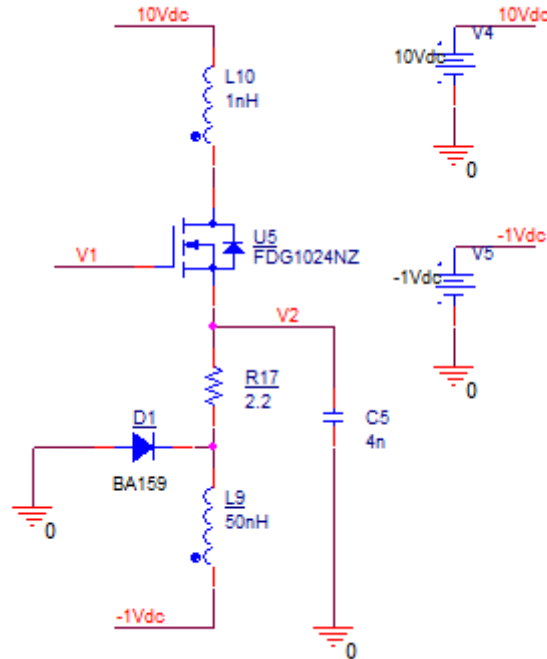 10Vdc
10Vdc
V4
10Vdc
0
L10
1nH
V1
U5
FDG1024NZ
-1Vdc
V5
-1Vdc
0
V2
R17
2.2
C5
4n
D1
BA159
0
L9
50nH
-1Vdc
0